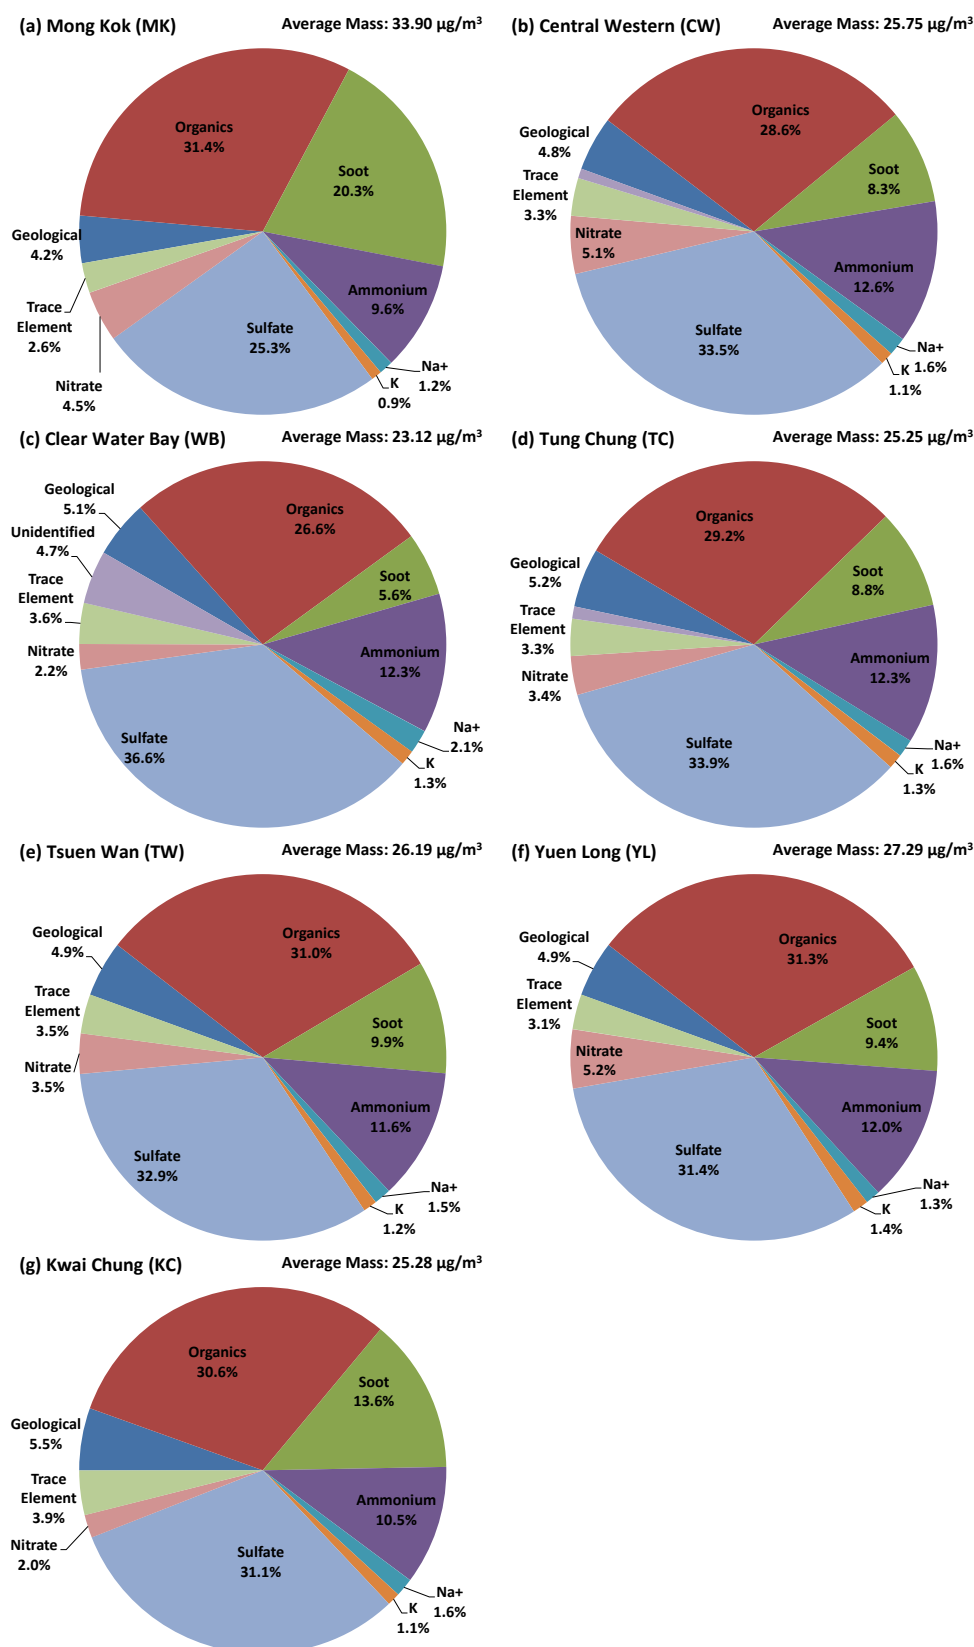 (a) Mong Kok (MK)
Average Mass: 33.90 µg/m³
Organics
31.4%
Soot
20.3%
Geological
4.2%
Ammonium
9.6%
Trace
Element
2.6%
Sulfate
25.3%
Nitrate
4.5%
K
0.9%
Na+
1.2%
(b) Central Western (CW)
Average Mass: 25.75 µg/m³
Organics
28.6%
Geological
4.8%
Soot
8.3%
Trace
Element
3.3%
Nitrate
5.1%
Ammonium
12.6%
Sulfate
33.5%
Na+
1.6%
K
1.1%
(c) Clear Water Bay (WB)
Average Mass: 23.12 µg/m³
Geological
5.1%
Organics
26.6%
Unidentified
4.7%
Soot
5.6%
Trace
Element
3.6%
Nitrate
2.2%
Ammonium
12.3%
Sulfate
36.6%
Na+
2.1%
K
1.3%
(d) Tung Chung (TC)
Average Mass: 25.25 µg/m³
Organics
29.2%
Geological
5.2%
Soot
8.8%
Trace
Element
3.3%
Nitrate
3.4%
Ammonium
12.3%
Sulfate
33.9%
Na+
1.6%
K
1.3%
(e) Tsuen Wan (TW)
Average Mass: 26.19 µg/m³
Geological
4.9%
Organics
31.0%
Trace
Element
3.5%
Soot
9.9%
Nitrate
3.5%
Ammonium
11.6%
Sulfate
32.9%
Na+
1.5%
K
1.2%
(f) Yuen Long (YL)
Average Mass: 27.29 µg/m³
Geological
4.9%
Organics
31.3%
Trace
Element
3.1%
Soot
9.4%
Nitrate
5.2%
Ammonium
12.0%
Sulfate
31.4%
Na+
1.3%
K
1.4%
(g) Kwai Chung (KC)
Average Mass: 25.28 µg/m³
Organics
30.6%
Soot
13.6%
Geological
5.5%
Trace
Element
3.9%
Ammonium
10.5%
Nitrate
2.0%
Sulfate
31.1%
Na+
1.6%
K
1.1%